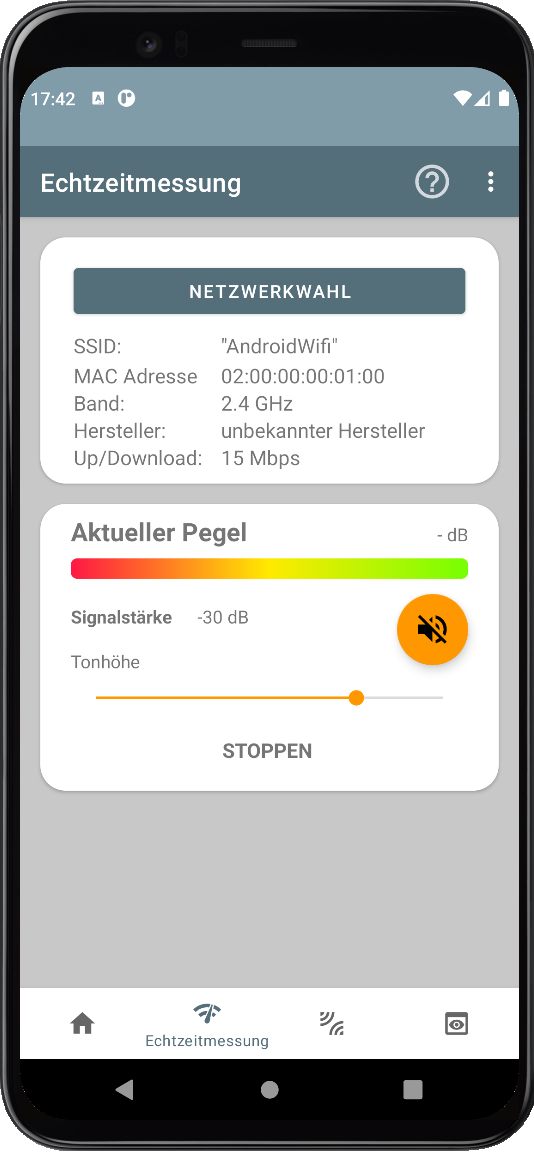 17:42
Echtzeitmessung
NETZWERKWAHL
SSID: "AndroidWifi"
MAC Adresse 02:00:00:00:01:00
Band: 2.4 GHz
Hersteller: unbekannter Hersteller
Up/Download: 15 Mbps
Aktueller Pegel - dB
Signalstärke -30 dB
Tonhöhe
STOPPEN
Echtzeitmessung